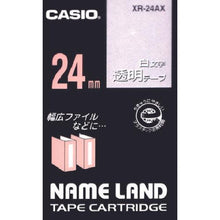 CASIO
XR-24AX
24mm
白文字
透明テープ
幅広ファイル
などに…
NAME LAND
TAPE CARTRIDGE